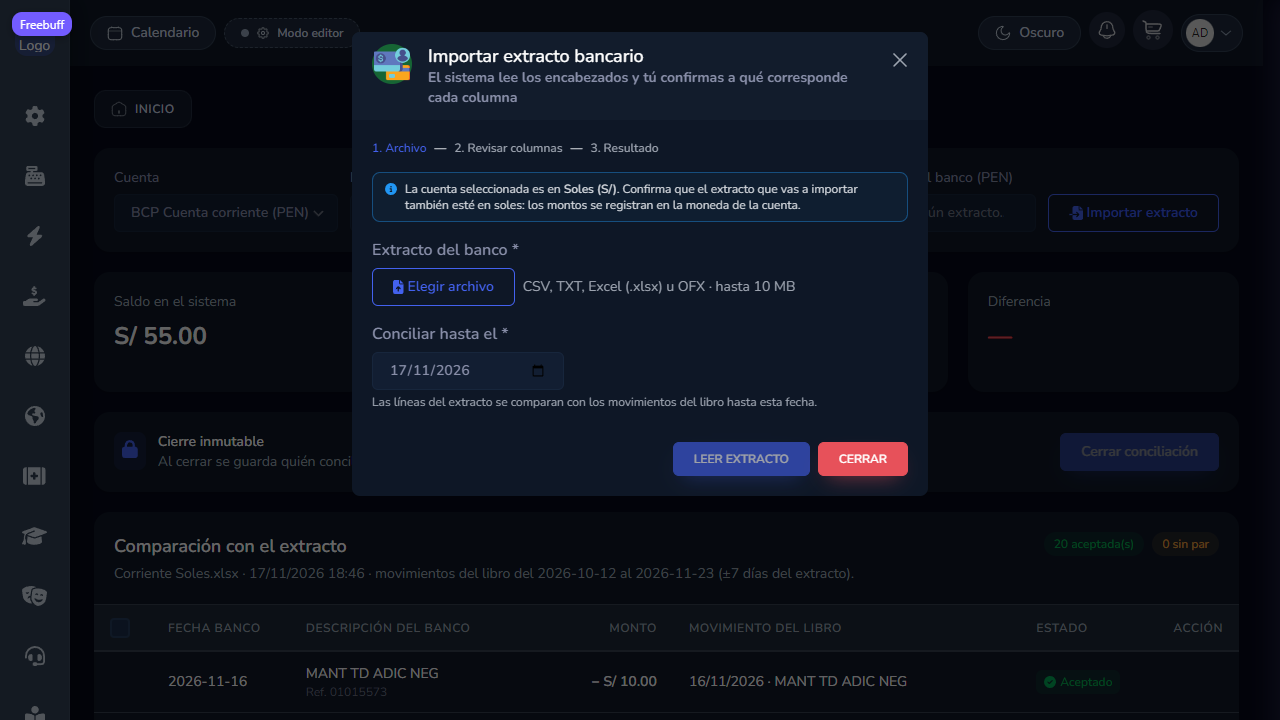 Freebuff
Logo
Calendario
Modo editor
Oscuro
AD
INICIO
Importar extracto bancario
El sistema lee los encabezados y tú confirmas a qué corresponde
cada columna
1. Archivo — 2. Revisar columnas — 3. Resultado
La cuenta seleccionada es en Soles (S/). Confirma que el extracto que vas a importar
también esté en soles: los montos se registran en la moneda de la cuenta.
Extracto del banco *
Elegir archivo
CSV, TXT, Excel (.xlsx) u OFX · hasta 10 MB
Conciliar hasta el *
17/11/2026
Las líneas del extracto se comparan con los movimientos del libro hasta esta fecha.
LEER EXTRACTO
CERRAR
Cuenta
banco (PEN)
BCP Cuenta corriente (PEN)
extracto.
Importar extracto
Saldo en el sistema
S/ 55.00
Diferencia
—
Cierre inmutable
Al cerrar se guarda quién
Cerrar conciliación
Comparación con el extracto
20 aceptada(s)
0 sin par
Corriente Soles.xlsx · 17/11/2026 18:46 · movimientos del libro del 2026-10-12 al 2026-11-23 (±7 días del extracto).
FECHA BANCO DESCRIPCIÓN DEL BANCO MONTO MOVIMIENTO DEL LIBRO ESTADO ACCIÓN
2026-11-16 MANT TD ADIC NEG – S/ 10.00 16/11/2026 · MANT TD ADIC NEG Aceptado
Ref. 01015573